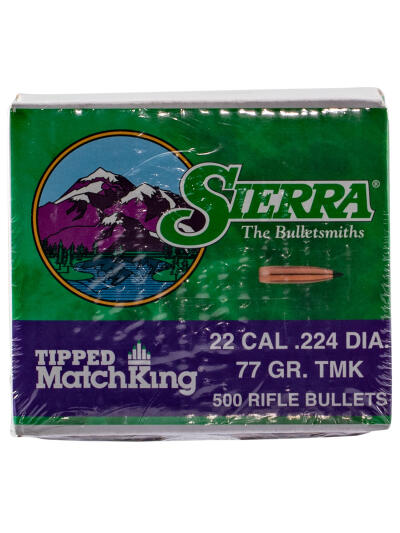 SIERRA®
The Bulletsmiths
22 CAL .224 DIA.
77 GR. TMK
500 RIFLE BULLETS
TIPPED
MatchKing